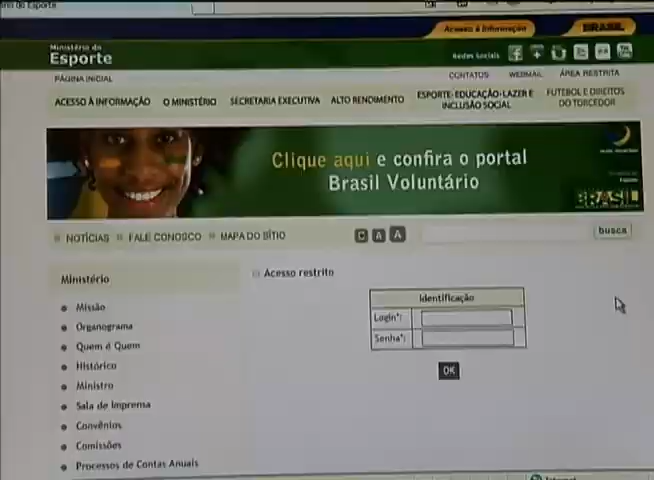 Acesso à Informação BRASIL
Ministério do
Esporte
Redes Sociais
PÁGINA INICIAL
CONTATOS WEBMAIL ÁREA RESTRITA
ACESSO À INFORMAÇÃO O MINISTÉRIO SECRETARIA EXECUTIVA ALTO RENDIMENTO
ESPORTE - EDUCAÇÃO - LAZER E
INCLUSÃO SOCIAL
FUTEBOL E DIREITOS
DO TORCEDOR
Clique aqui e confira o portal
Brasil Voluntário
BRASIL
NOTÍCIAS FALE CONOSCO MAPA DO SÍTIO C A A busca
Ministério
Missão
Organograma
Quem é Quem
Histórico
Ministro
Sala de Imprensa
Convênios
Comissões
Processos de Contas Anuais
Acesso restrito
Identificação
Login*:
Senha*:
OK